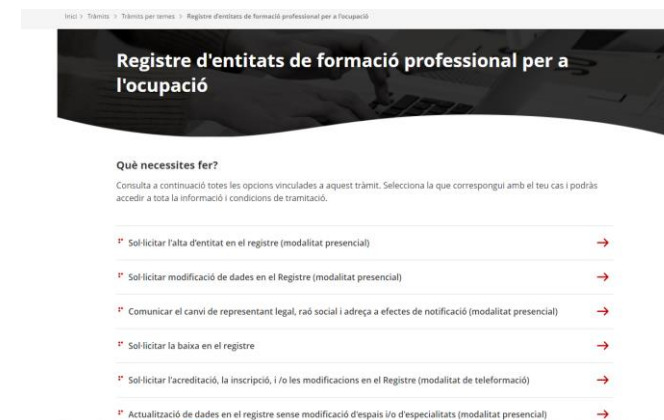 Inici > Tràmits > Tràmits per temes > Registre d'entitats de formació professional per a l'ocupació
Registre d'entitats de formació professional per a
l'ocupació
Què necessites fer?
Consulta a continuació totes les opcions vinculades a aquest tràmit. Selecciona la que correspongui amb el teu cas i podràs
accedir a tota la informació i condicions de tramitació.
Sol·licitar l'alta d'entitat en el registre (modalitat presencial)
Sol·licitar modificació de dades en el Registre (modalitat presencial)
Comunicar el canvi de representant legal, raó social i adreça a efectes de notificació (modalitat presencial)
Sol·licitar la baixa en el registre
Sol·licitar l'acreditació, la inscripció, i /o les modificacions en el Registre (modalitat de teleformació)
Actualització de dades en el registre sense modificació d'espais i/o d'especialitats (modalitat presencial)